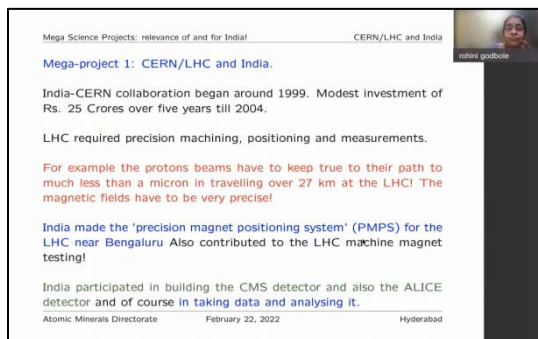 Mega Science Projects: relevance of and for India! CERN/LHC and India
rohini godbole
Mega-project 1: CERN/LHC and India.
India-CERN collaboration began around 1999. Modest investment of
Rs. 25 Crores over five years till 2004.
LHC required precision machining, positioning and measurements.
For example the protons beams have to keep true to their path to
much less than a micron in travelling over 27 km at the LHC! The
magnetic fields have to be very precise!
India made the 'precision magnet positioning system' (PMPS) for the
LHC near Bengaluru Also contributed to the LHC machine magnet
testing!
India participated in building the CMS detector and also the ALICE
detector and of course in taking data and analysing it.
Atomic Minerals Directorate February 22, 2022 Hyderabad